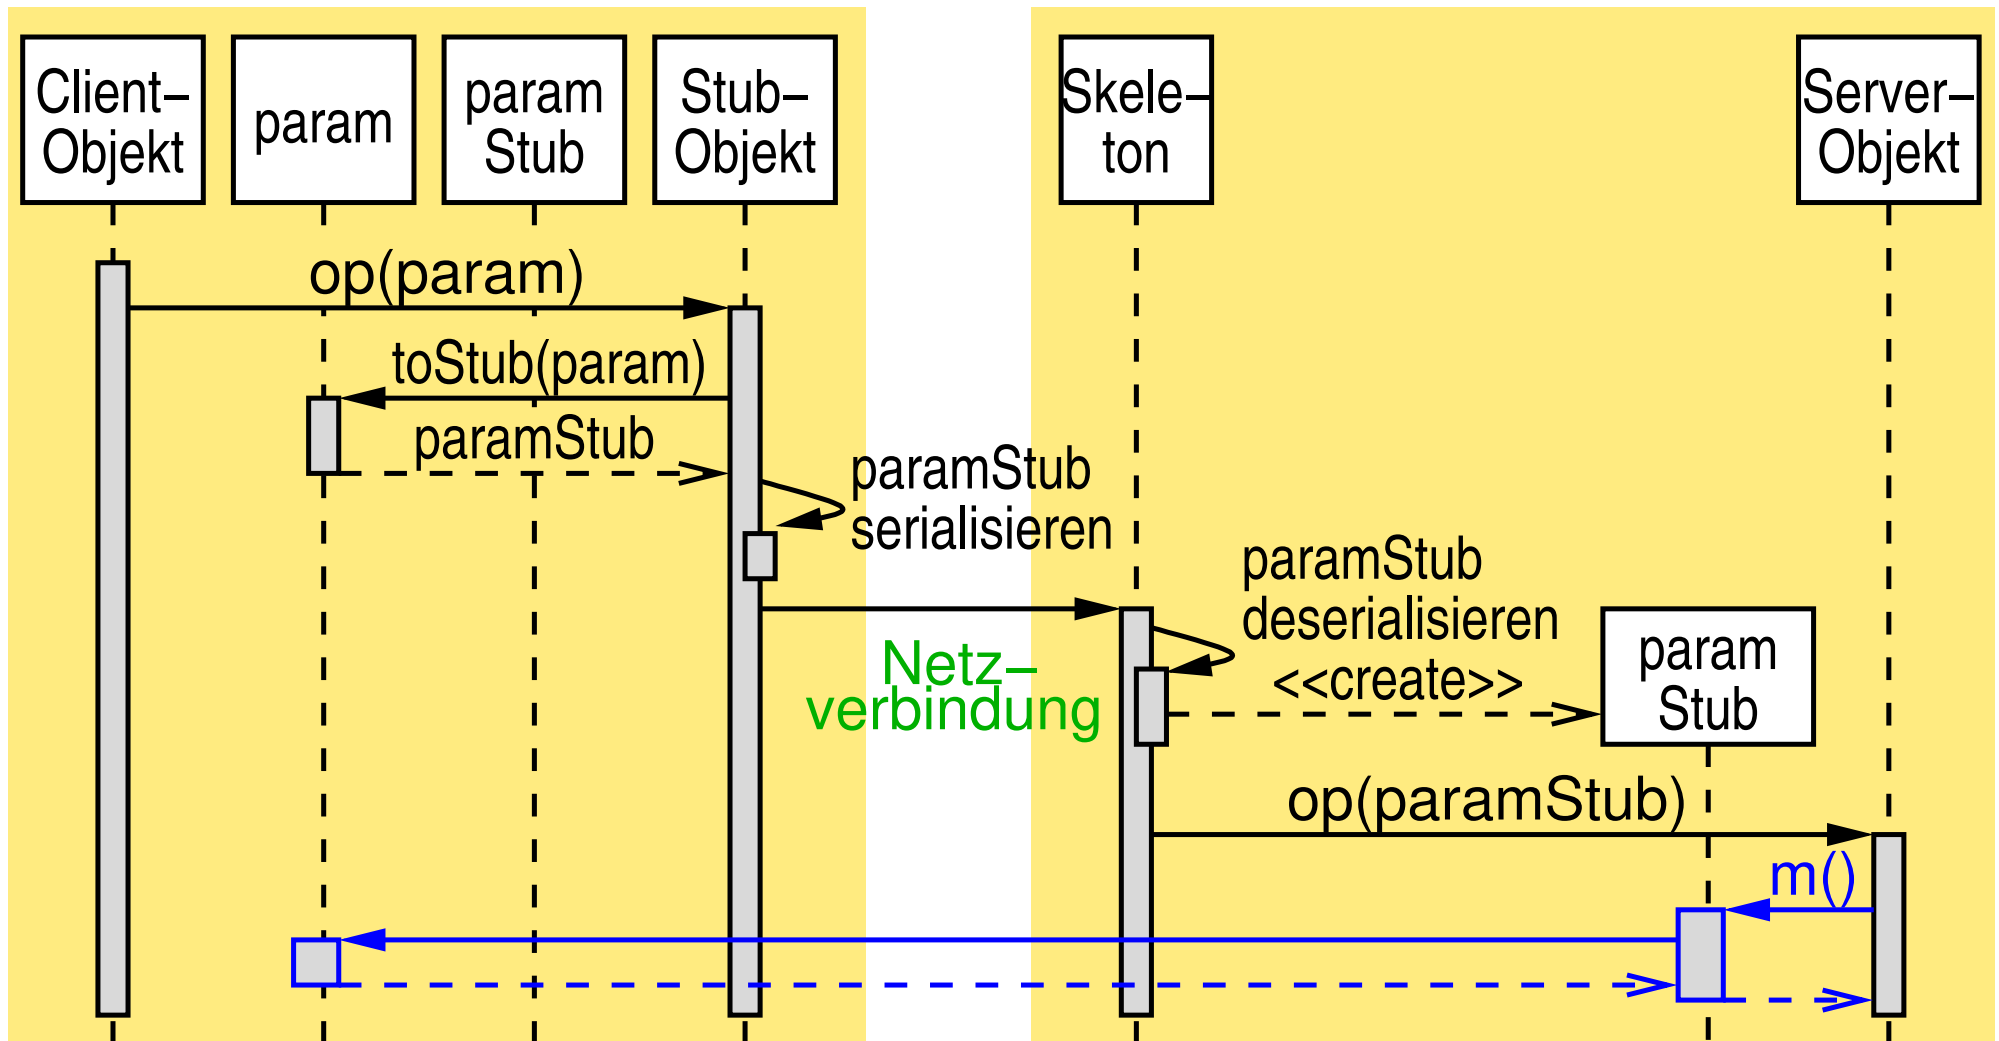 Client–
Objekt
param
param
Stub
Stub–
Objekt
Skele–
ton
Server–
Objekt
op(param)
toStub(param)
paramStub
paramStub
serialisieren
paramStub
deserialisieren
<<create>>
param
Stub
Netz–
verbindung
op(paramStub)
m()